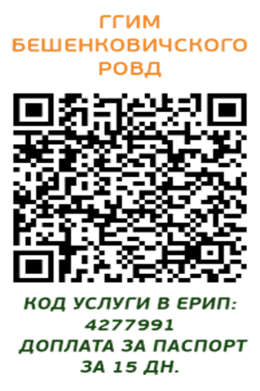 ГГИМ
БЕШЕНКОВИЧСКОГО
РОВД
КОД УСЛУГИ В ЕРИП:
4277991
ДОПЛАТА ЗА ПАСПОРТ
ЗА 15 ДН.